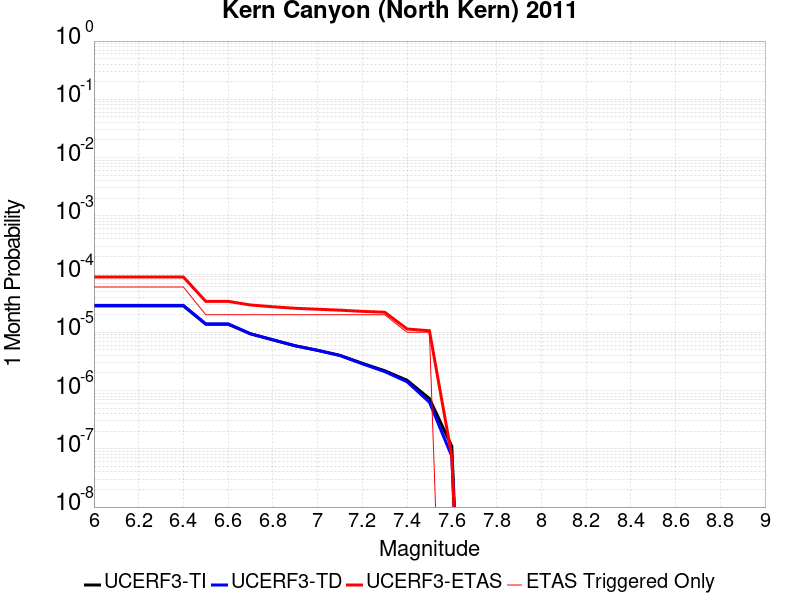 Kern Canyon (North Kern) 2011
1 Month Probability
10^0
10^-1
10^-2
10^-3
10^-4
10^-5
10^-6
10^-7
10^-8
6 6.2 6.4 6.6 6.8 7 7.2 7.4 7.6 7.8 8 8.2 8.4 8.6 8.8 9
Magnitude
UCERF3-TI UCERF3-TD UCERF3-ETAS ETAS Triggered Only